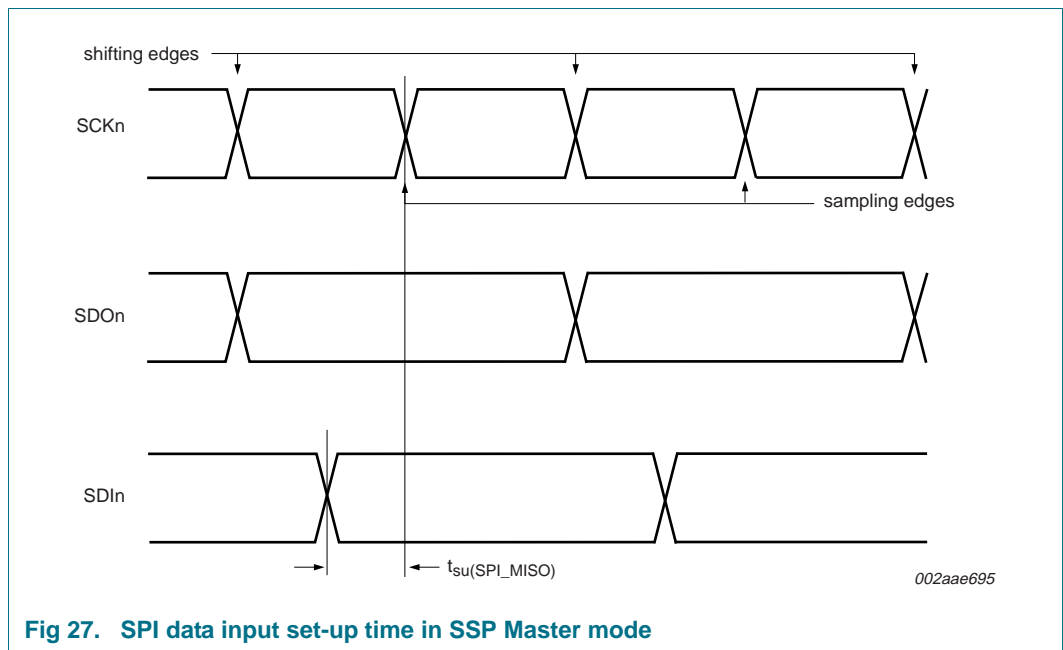 shifting edges
SCKn
sampling edges
SDOn
SDIn
tsu(SPI_MISO)
002aae695
Fig 27. SPI data input set-up time in SSP Master mode